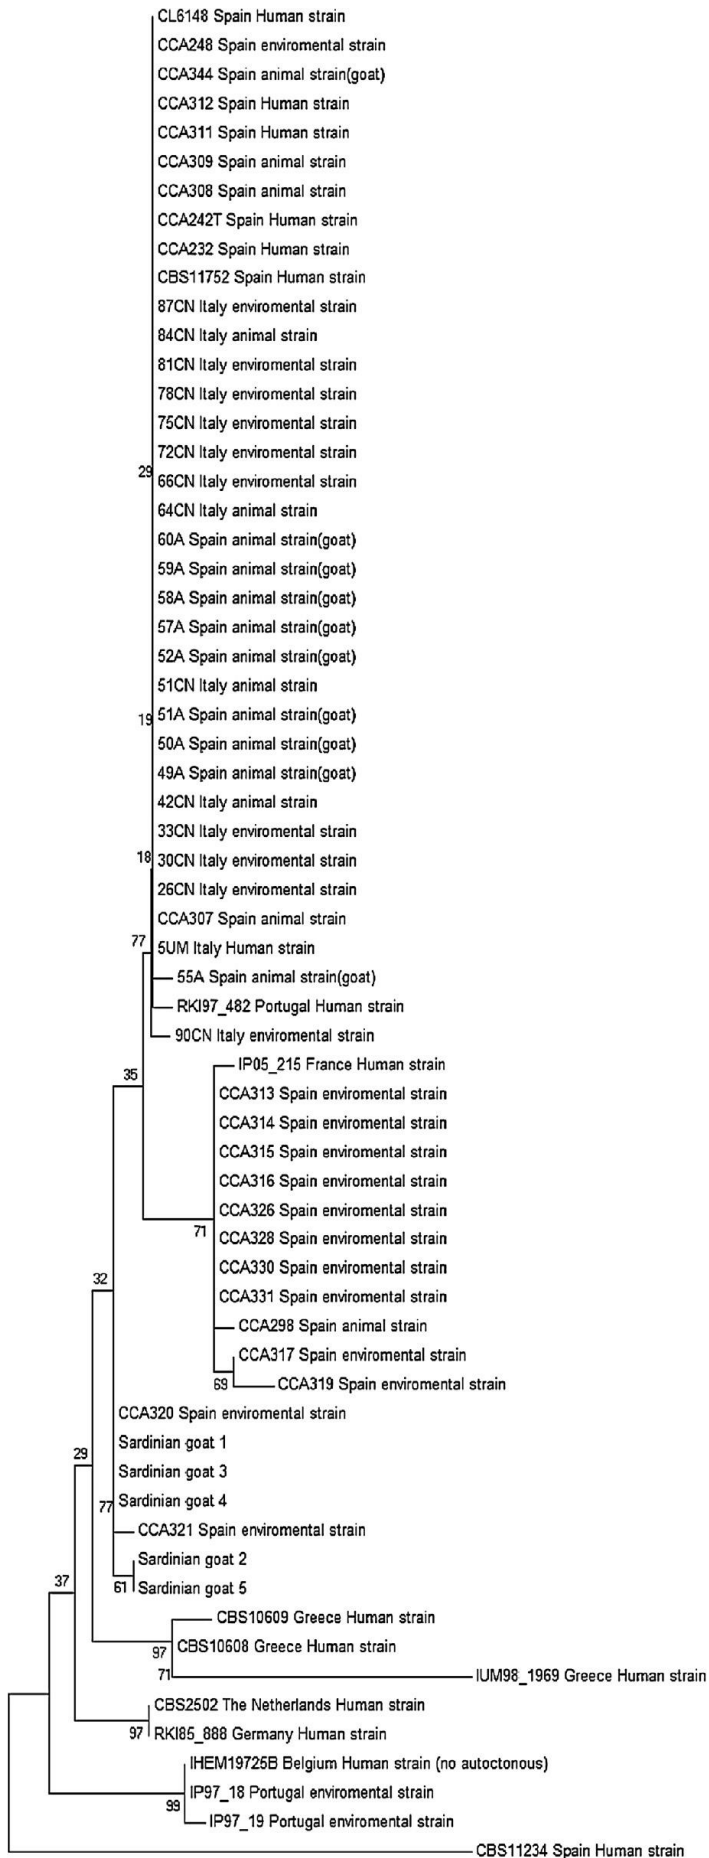 CL6148 Spain Human strain
CCA248 Spain enviromental strain
CCA344 Spain animal strain(goat)
CCA312 Spain Human strain
CCA311 Spain Human strain
CCA309 Spain animal strain
CCA308 Spain animal strain
CCA242T Spain Human strain
CCA232 Spain Human strain
CBS11752 Spain Human strain
87CN Italy enviromental strain
84CN Italy animal strain
81CN Italy enviromental strain
78CN Italy enviromental strain
75CN Italy enviromental strain
72CN Italy enviromental strain
29
66CN Italy enviromental strain
64CN Italy animal strain
60A Spain animal strain(goat)
59A Spain animal strain(goat)
58A Spain animal strain(goat)
57A Spain animal strain(goat)
52A Spain animal strain(goat)
51CN Italy animal strain
19 51A Spain animal strain(goat)
50A Spain animal strain(goat)
49A Spain animal strain(goat)
42CN Italy animal strain
33CN Italy enviromental strain
18 30CN Italy enviromental strain
26CN Italy enviromental strain
CCA307 Spain animal strain
77 5UM Italy Human strain
55A Spain animal strain(goat)
RKI97_482 Portugal Human strain
90CN Italy enviromental strain
IP05_215 France Human strain
35
CCA313 Spain enviromental strain
CCA314 Spain enviromental strain
CCA315 Spain enviromental strain
CCA316 Spain enviromental strain
CCA326 Spain enviromental strain
71
CCA328 Spain enviromental strain
CCA330 Spain enviromental strain
32
CCA331 Spain enviromental strain
CCA298 Spain animal strain
CCA317 Spain enviromental strain
69 CCA319 Spain enviromental strain
CCA320 Spain enviromental strain
Sardinian goat 1
29
Sardinian goat 3
77 Sardinian goat 4
CCA321 Spain enviromental strain
Sardinian goat 2
37
61 Sardinian goat 5
CBS10609 Greece Human strain
97 CBS10608 Greece Human strain
71 IUM98_1969 Greece Human strain
CBS2502 The Netherlands Human strain
97 RKI85_888 Germany Human strain
IHEM19725B Belgium Human strain (no autoctonous)
IP97_18 Portugal enviromental strain
99
IP97_19 Portugal enviromental strain
CBS11234 Spain Human strain